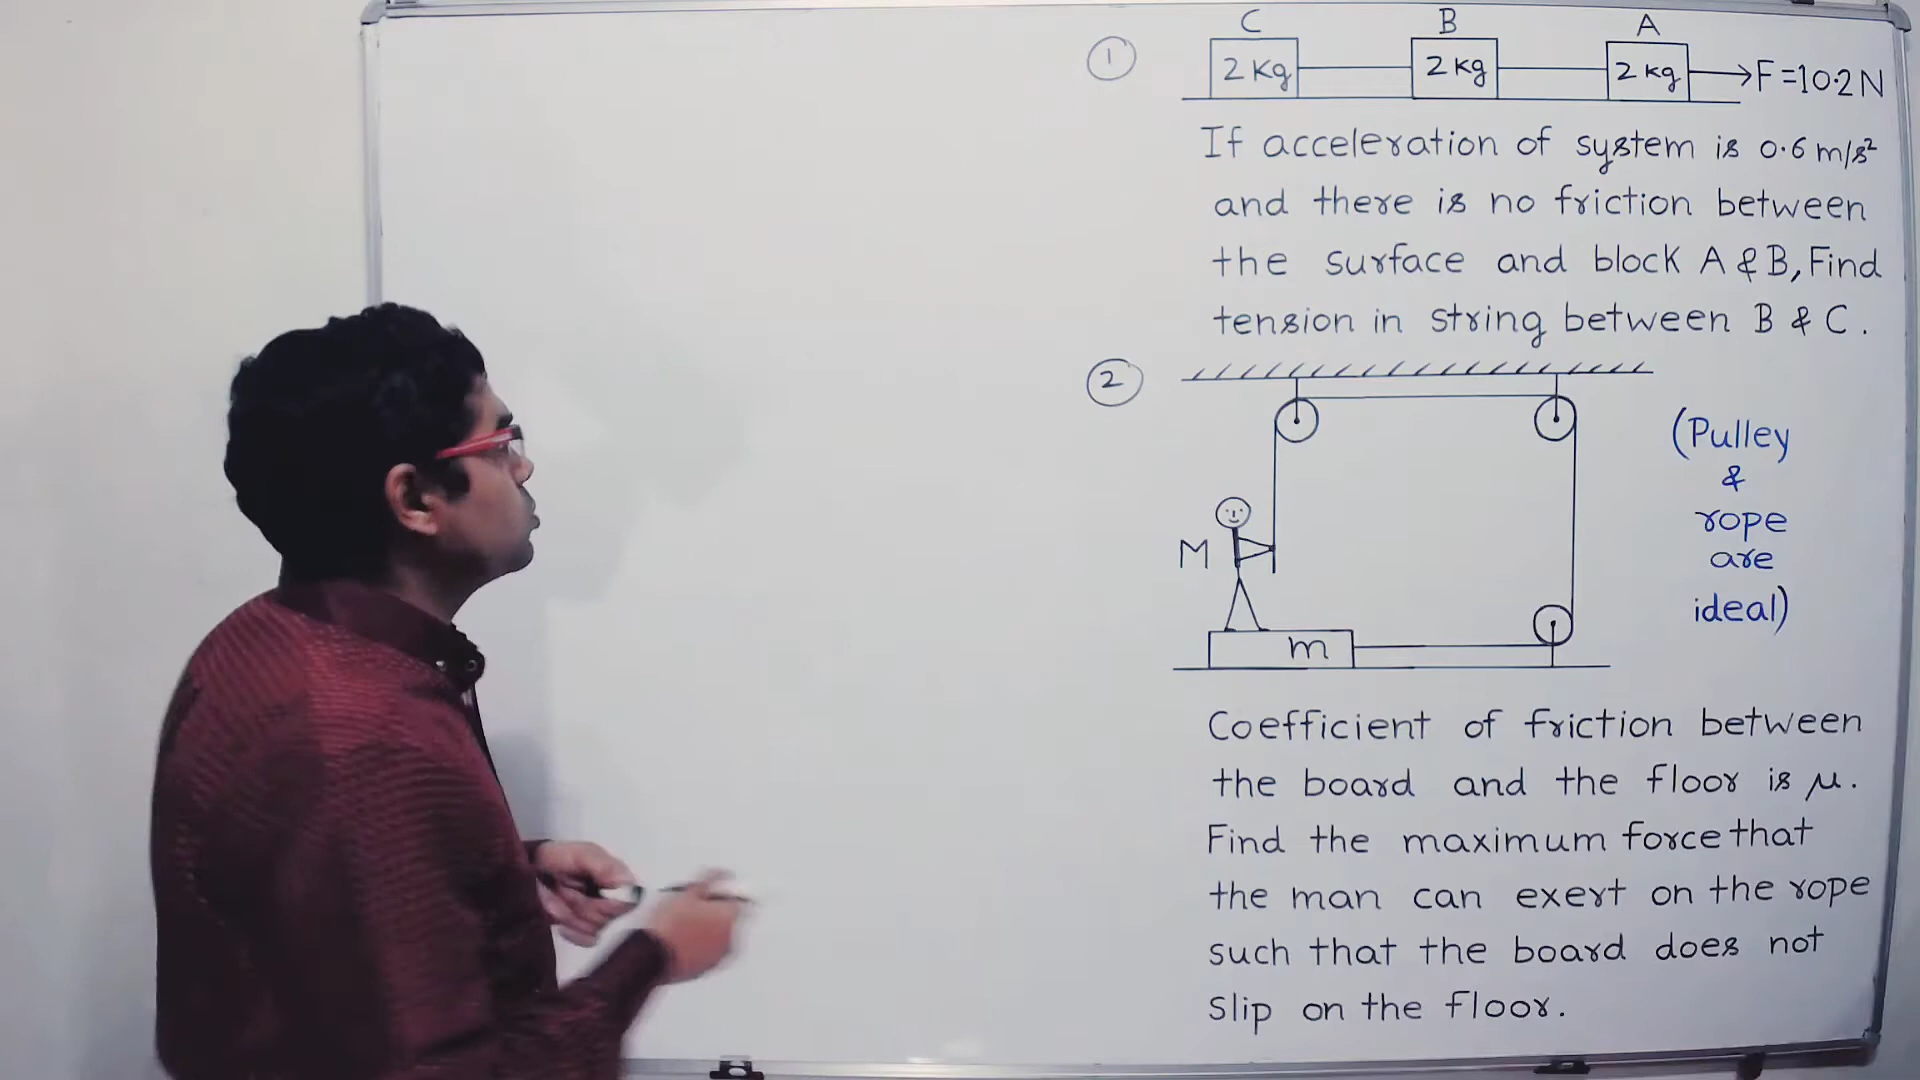 C B A
① 2 Kg 2 kg 2 kg F = 10.2 N
If acceleration of system is 0.6 m/s²
and there is no friction between
the surface and block A & B, Find
tension in string between B & C.
②
(Pulley
&
rope
are
ideal)
M
m
Coefficient of friction between
the board and the floor is μ.
Find the maximum force that
the man can exert on the rope
such that the board does not
slip on the floor.